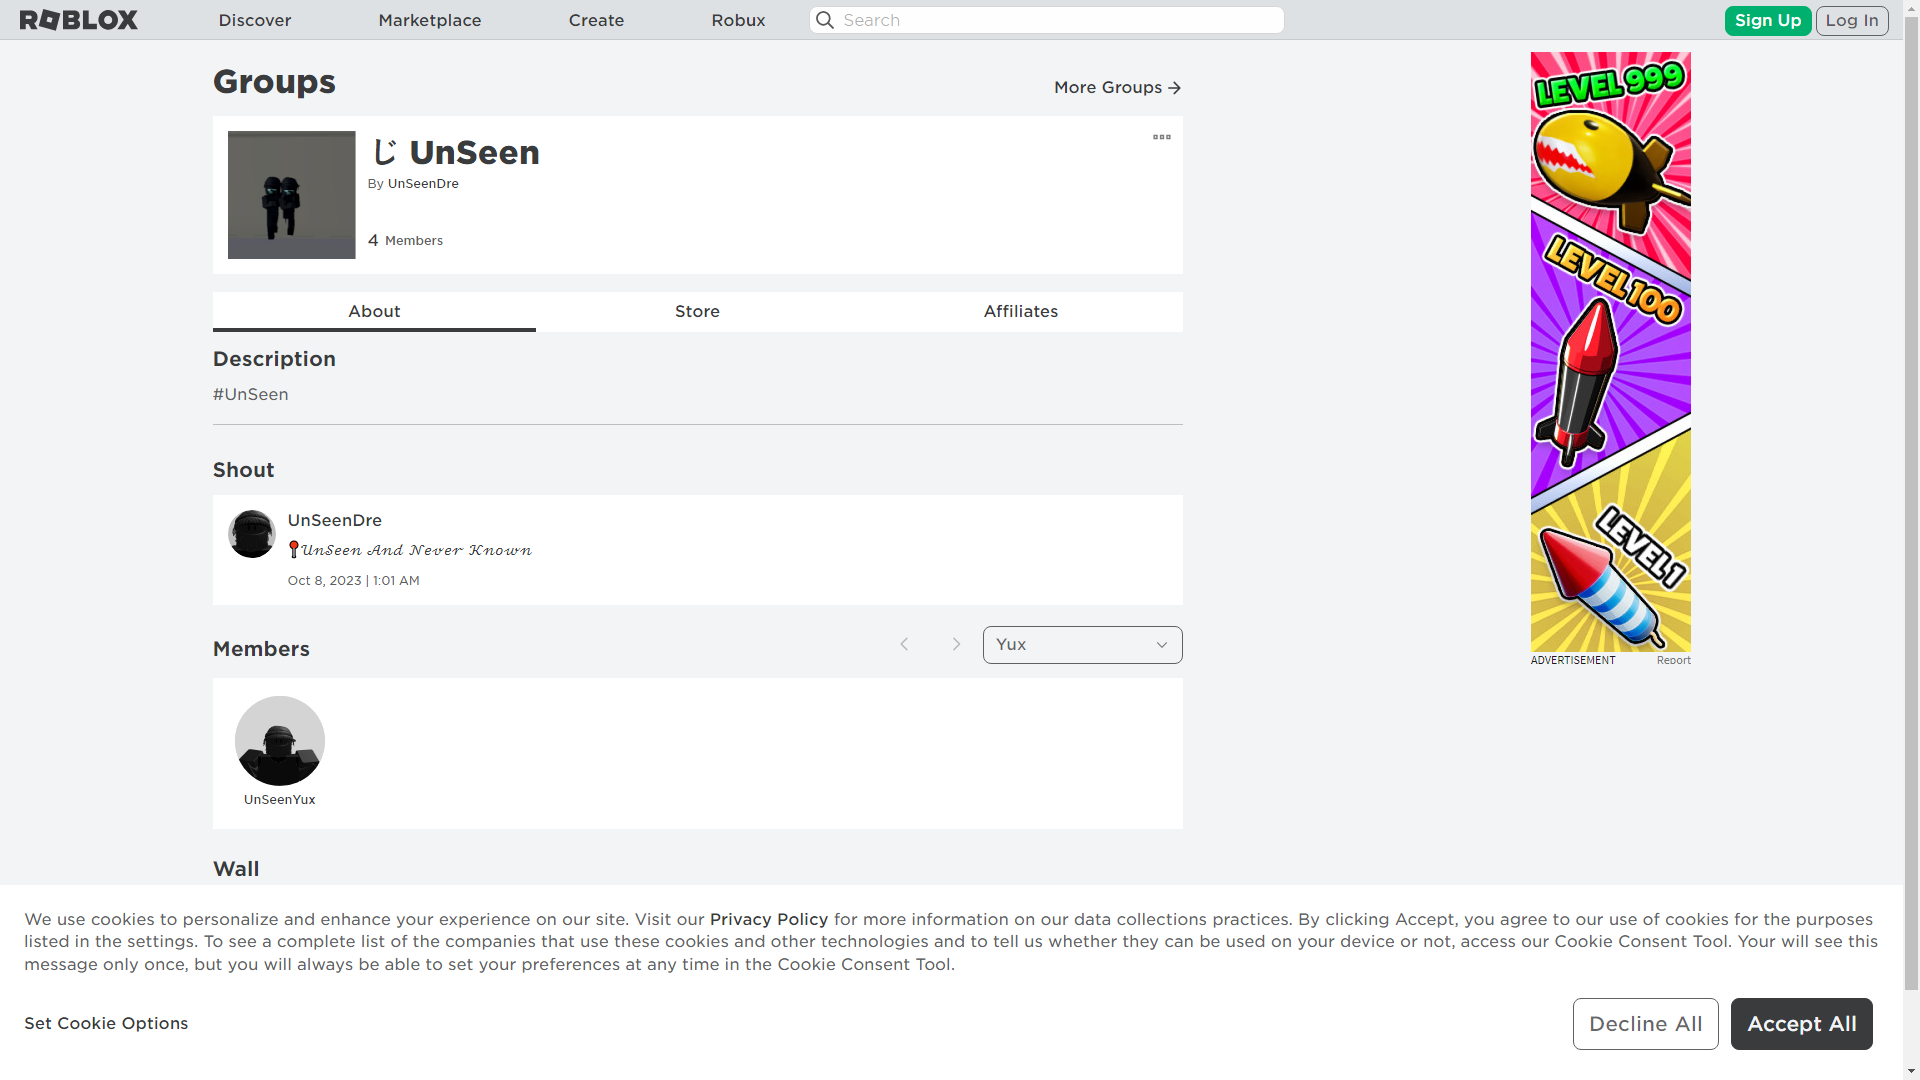 ROBLOX
Discover
Marketplace
Create
Robux
Search
Sign Up
Log In
Groups
More Groups
じ UnSeen
By UnSeenDre
4 Members
About
Store
Affiliates
Description
#UnSeen
Shout
UnSeenDre
📍𝓤𝓷𝓢𝓮𝓮𝓷 𝓐𝓷𝓭 𝓝𝓮𝓿𝓮𝓻 𝓚𝓷𝓸𝔀𝓷
Oct 8, 2023 | 1:01 AM
Members
Yux
UnSeenYux
Wall
LEVEL 999
LEVEL 100
LEVEL 1
ADVERTISEMENT
Report
We use cookies to personalize and enhance your experience on our site. Visit our Privacy Policy for more information on our data collections practices. By clicking Accept, you agree to our use of cookies for the purposes
listed in the settings. To see a complete list of the companies that use these cookies and other technologies and to tell us whether they can be used on your device or not, access our Cookie Consent Tool. Your will see this
message only once, but you will always be able to set your preferences at any time in the Cookie Consent Tool.
Set Cookie Options
Decline All
Accept All